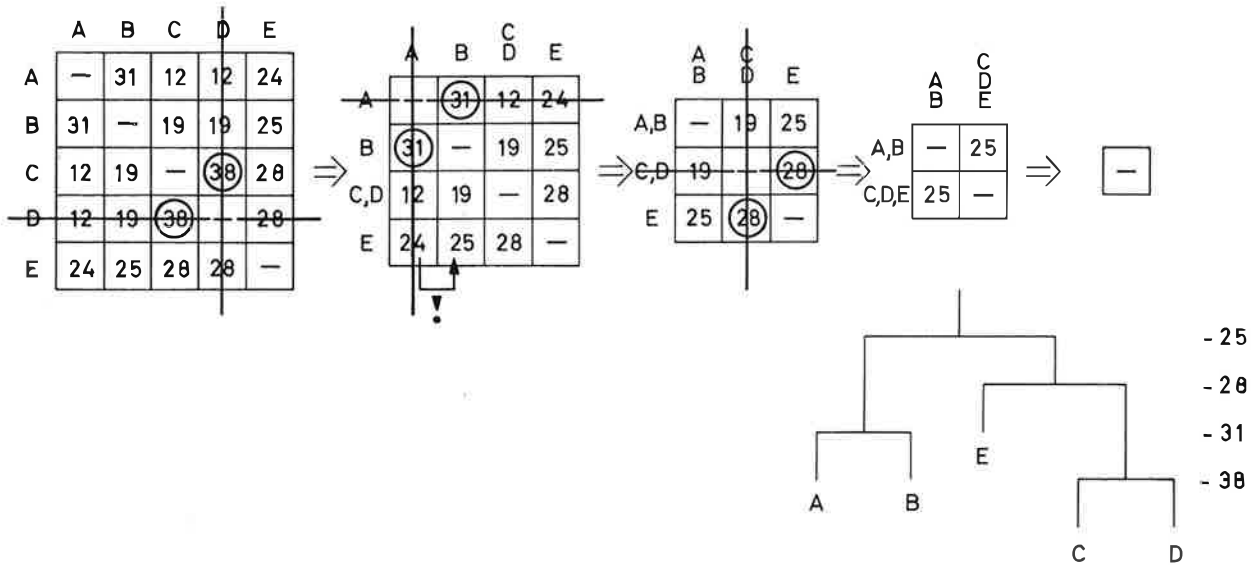 A B C D E
A — 31 12 12 24
B 31 — 19 19 25
C 12 19 — 38 28
D 12 19 38 28
E 24 25 28 28 —
⇒
A B C D E
A 31 12 24
B 31 — 19 25
C,D 12 19 — 28
E 24 25 28 —
!
⇒
A B C D E
A,B — 19 25
C,D 19 28
E 25 28 —
⇒
A B C D E
A,B — 25
C,D,E 25 —
⇒
—
- 25
- 28
- 31
E
- 38
A B
C D